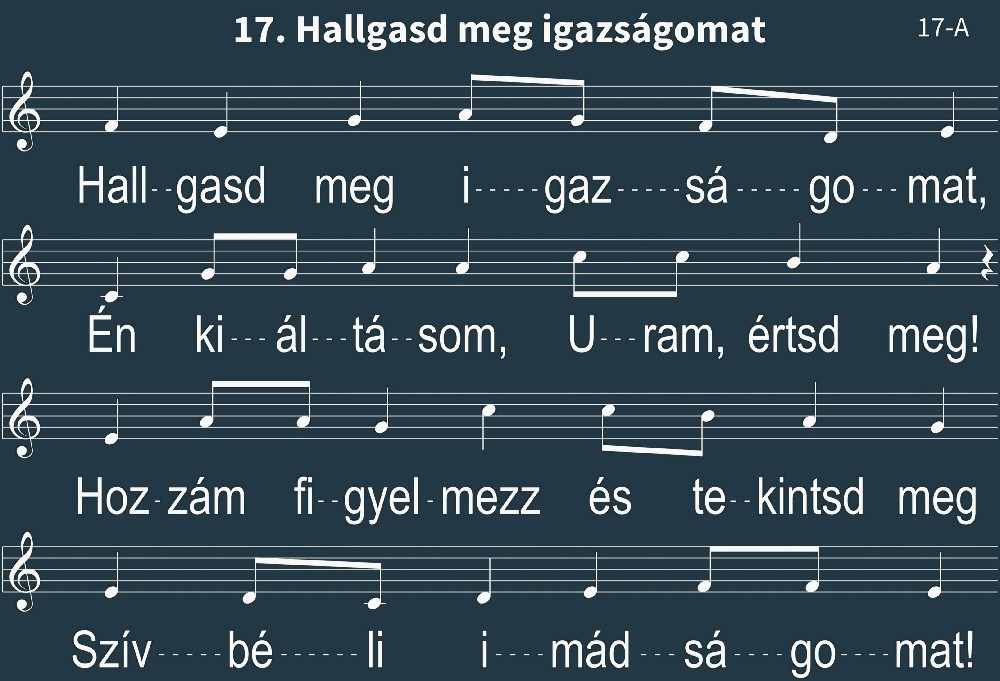 17. Hallgasd meg igazságomat 17-A
Hall--gasd meg i-----gaz-----sá-----go---mat,
Én ki---ál---tá--som, U---ram, értsd meg!
Hoz-zám fi--gyel-mezz és te--kintsd meg
Szív-----bé------li i----mád---sá----go----mat!